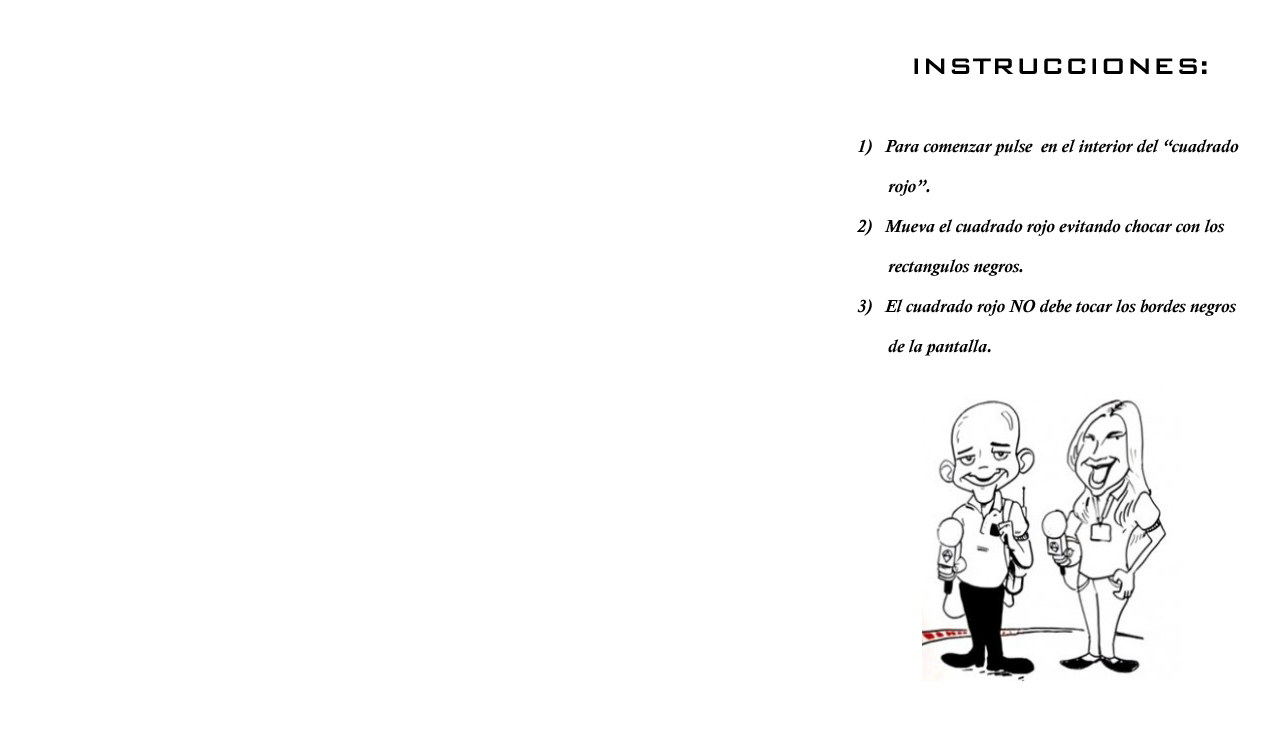 INSTRUCCIONES:
1) Para comenzar pulse en el interior del “cuadrado
rojo”.
2) Mueva el cuadrado rojo evitando chocar con los
rectangulos negros.
3) El cuadrado rojo NO debe tocar los bordes negros
de la pantalla.